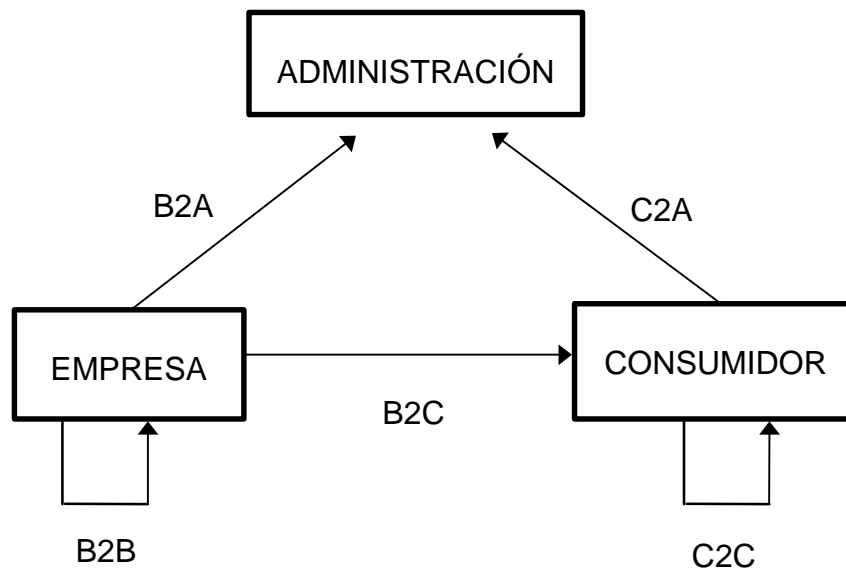 ADMINISTRACIÓN
B2A
C2A
EMPRESA
CONSUMIDOR
B2C
B2B
C2C